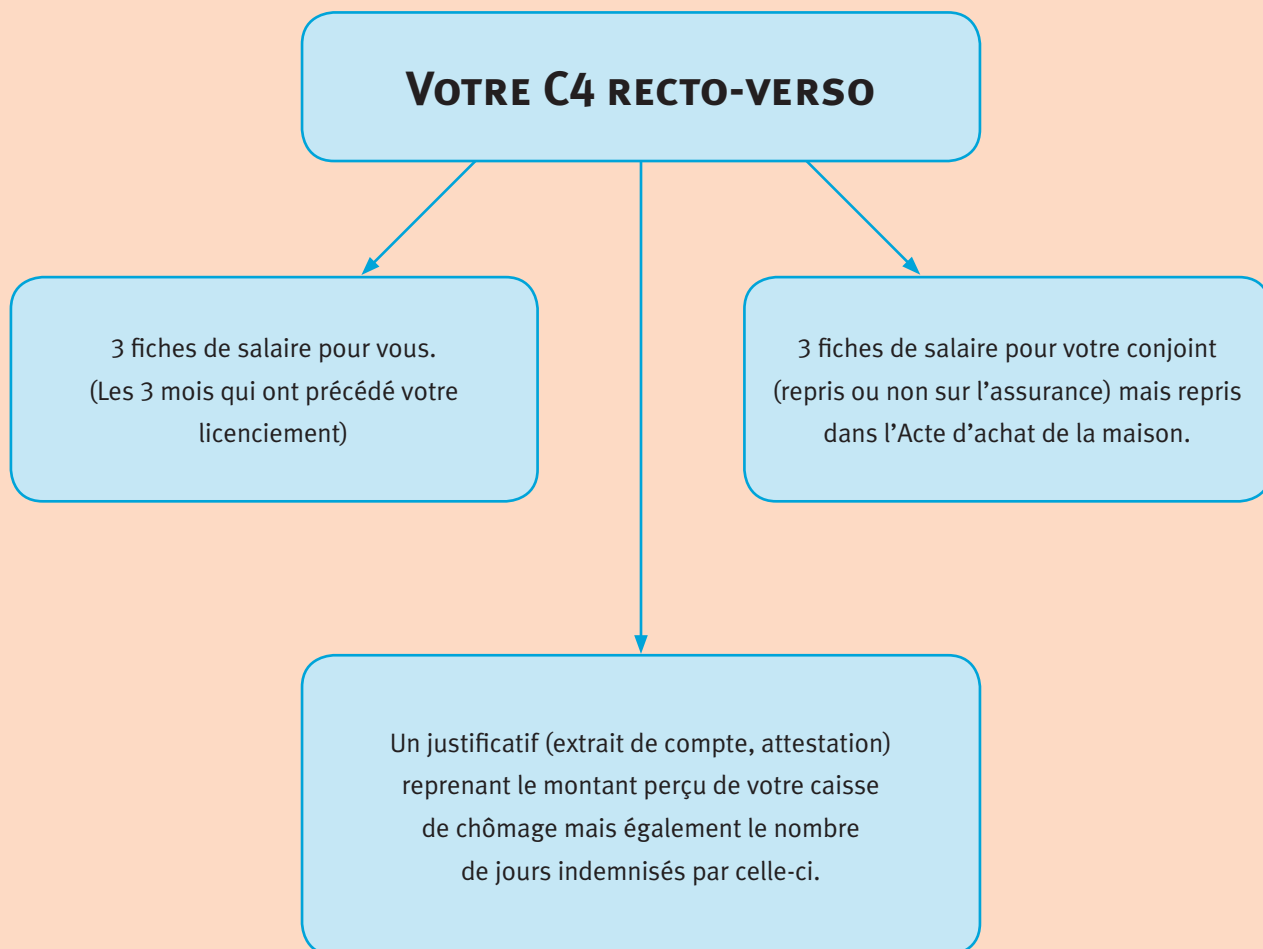 VOTRE C4 RECTO-VERSO
3 fiches de salaire pour vous.
(Les 3 mois qui ont précédé votre
licenciement)
3 fiches de salaire pour votre conjoint
(repris ou non sur l’assurance) mais repris
dans l’Acte d’achat de la maison.
Un justificatif (extrait de compte, attestation)
reprenant le montant perçu de votre caisse
de chômage mais également le nombre
de jours indemnisés par celle-ci.